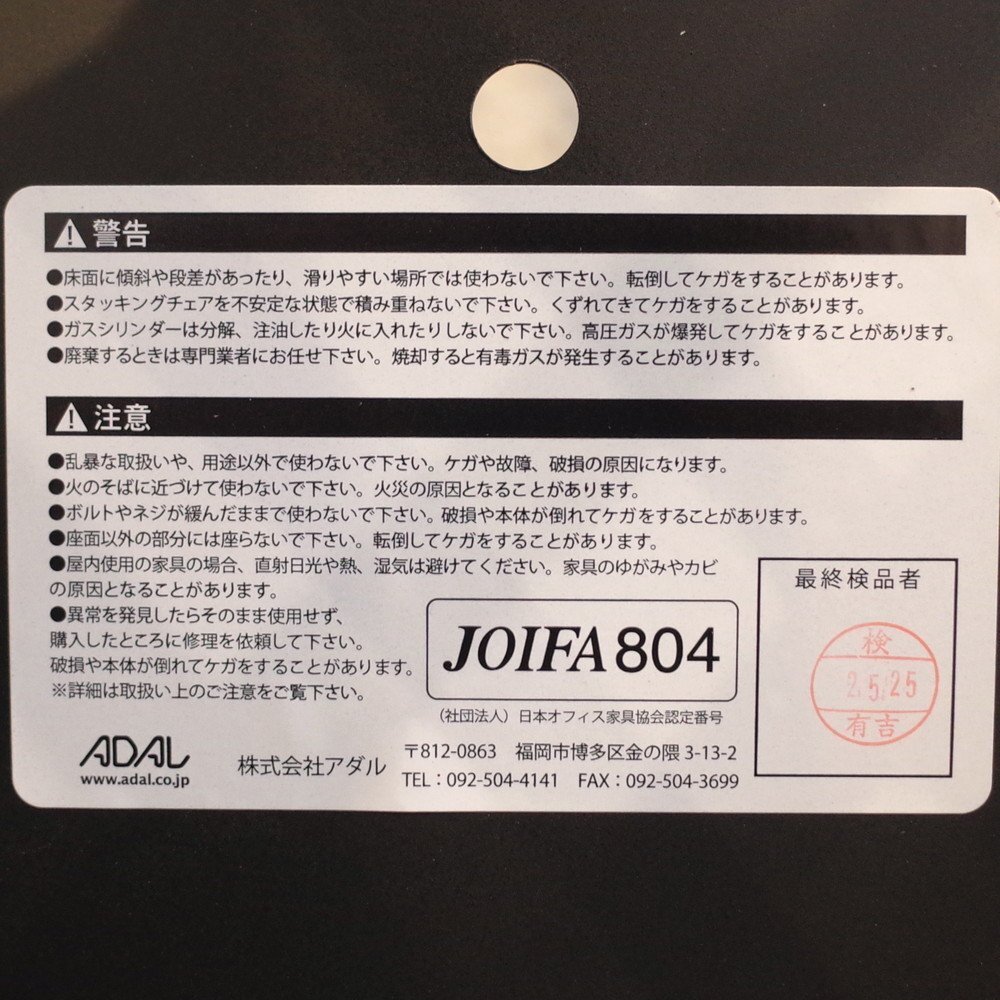 警告
●床面に傾斜や段差があったり、滑りやすい場所では使わないで下さい。転倒してケガをすることがあります。
●スタッキングチェアを不安定な状態で積み重ねないで下さい。くずれてきてケガをすることがあります。
●ガスシリンダーは分解、注油したり火に入れたりしないで下さい。高圧ガスが爆発してケガをすることがあります。
●廃棄するときは専門業者にお任せ下さい。焼却すると有毒ガスが発生することがあります。
注意
●乱暴な取扱いや、用途以外で使わないで下さい。ケガや故障、破損の原因になります。
●火のそばに近づけて使わないで下さい。火災の原因となることがあります。
●ボルトやネジが緩んだままで使わないで下さい。破損や本体が倒れてケガをすることがあります。
●座面以外の部分には座らないで下さい。転倒してケガをすることがあります。
●屋内使用の家具の場合、直射日光や熱、湿気は避けてください。家具のゆがみやカビ
の原因となることがあります。
●異常を発見したらそのまま使用せず、
購入したところに修理を依頼して下さい。
破損や本体が倒れてケガをすることがあります。
※詳細は取扱い上のご注意をご覧下さい。
JOIFA 804
（社団法人）日本オフィス家具協会認定番号
最終検品者
検
2.5.25
有吉
ADAL
www.adal.co.jp
株式会社アダル
〒812-0863 福岡市博多区金の隈 3-13-2
TEL：092-504-4141 FAX：092-504-3699